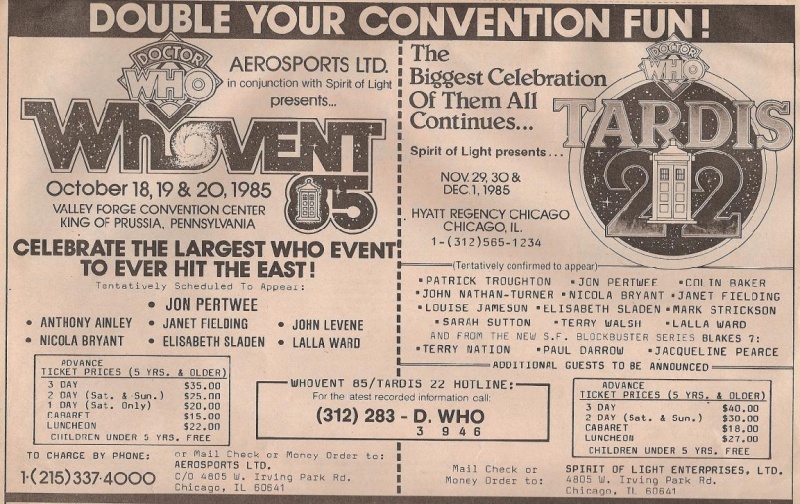 DOUBLE YOUR CONVENTION FUN!
DOCTOR
WHO
AEROSPORTS LTD.
in conjunction with Spirit of Light
presents...
WHOVENT
85
October 18, 19 & 20, 1985
VALLEY FORGE CONVENTION CENTER
KING OF PRUSSIA, PENNSYLVANIA
CELEBRATE THE LARGEST WHO EVENT
TO EVER HIT THE EAST!
Tentatively Scheduled To Appear:
• JON PERTWEE
• ANTHONY AINLEY • JANET FIELDING • JOHN LEVENE
• NICOLA BRYANT • ELISABETH SLADEN • LALLA WARD
ADVANCE
TICKET PRICES (5 YRS. & OLDER)
3 DAY $35.00
2 DAY (Sat. & Sun.) $25.00
1 DAY (Sat. Only) $20.00
CABARET $15.00
LUNCHEON $22.00
CHILDREN UNDER 5 YRS. FREE
TO CHARGE BY PHONE:
1-(215)337-4000
or Mail Check or Money Order to:
AEROSPORTS LTD.
C/O 4805 W. Irving Park Rd.
Chicago, IL 60641
WHOVENT 85/TARDIS 22 HOTLINE:
For the atest recorded information call:
(312) 283 - D. WHO
3 9 4 6
The
Biggest Celebration
Of Them All
Continues...
Spirit of Light presents...
DOCTOR
WHO
TARDIS
22
NOV. 29, 30 &
DEC. 1, 1985
HYATT REGENCY CHICAGO
CHICAGO, IL.
1-(312)565-1234
(Tentatively confirmed to appear)
• PATRICK TROUGHTON • JON PERTWEE • COLIN BAKER
• JOHN NATHAN-TURNER • NICOLA BRYANT • JANET FIELDING
• LOUISE JAMESUN • ELISABETH SLADEN • MARK STRICKSON
• SARAH SUTTON • TERRY WALSH • LALLA WARD
AND FROM THE NEW S.F. BLOCKBUSTER SERIES BLAKES 7:
• TERRY NATION • PAUL DARROW • JACQUELINE PEARCE
ADDITIONAL GUESTS TO BE ANNOUNCED
ADVANCE
TICKET PRICES (5 YRS. & OLDER)
3 DAY $40.00
2 DAY (Sat. & Sun.) $30.00
CABARET $18.00
LUNCHEON $27.00
CHILDREN UNDER 5 YRS. FREE
Mail Check or
Money Order to:
SPIRIT OF LIGHT ENTERPRISES, LTD.
4805 W. Irving Park Rd.
Chicago, IL 60641